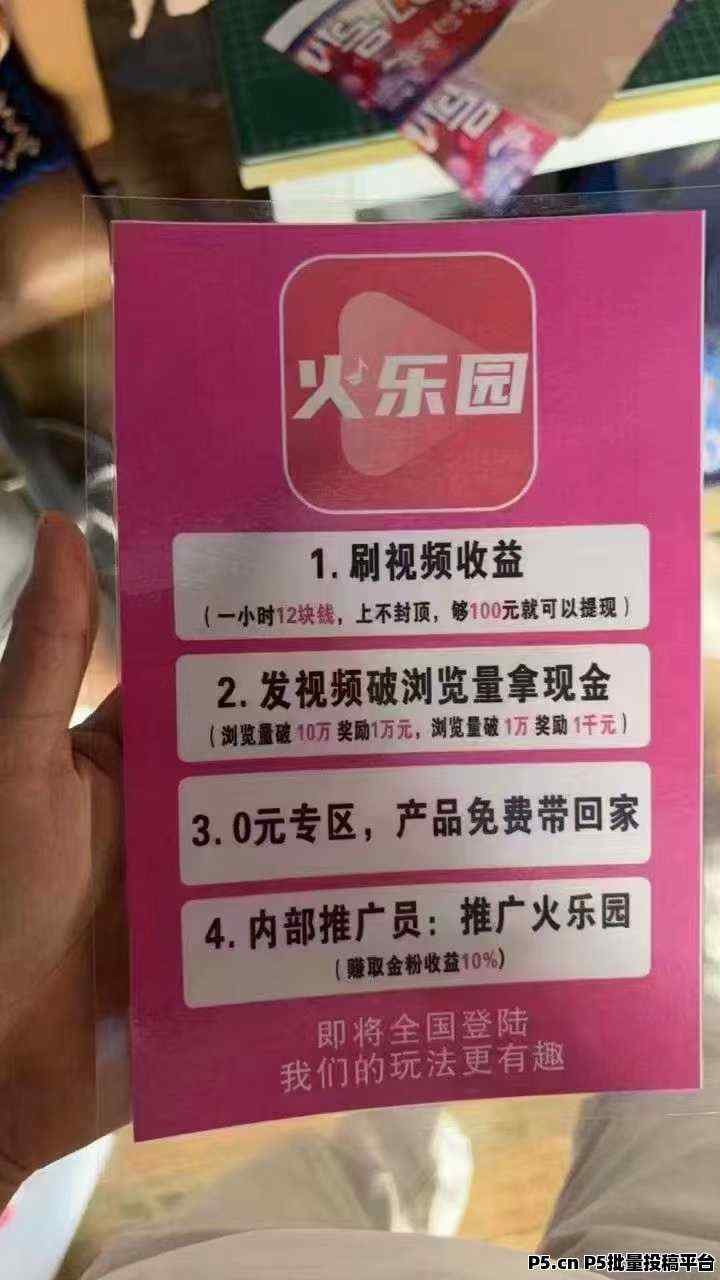 火乐园
1.刷视频收益
(一小时12块钱，上不封顶，够100元就可以提现)
2.发视频破浏览量拿现金
(浏览量破10万 奖励1万元，浏览量破1万 奖励1千元)
3.0元专区，产品免费带回家
4.内部推广员：推广火乐园
(赚取金粉收益10%)
即将全国登陆
我们的玩法更有趣
P5.cn P5批量投稿平台